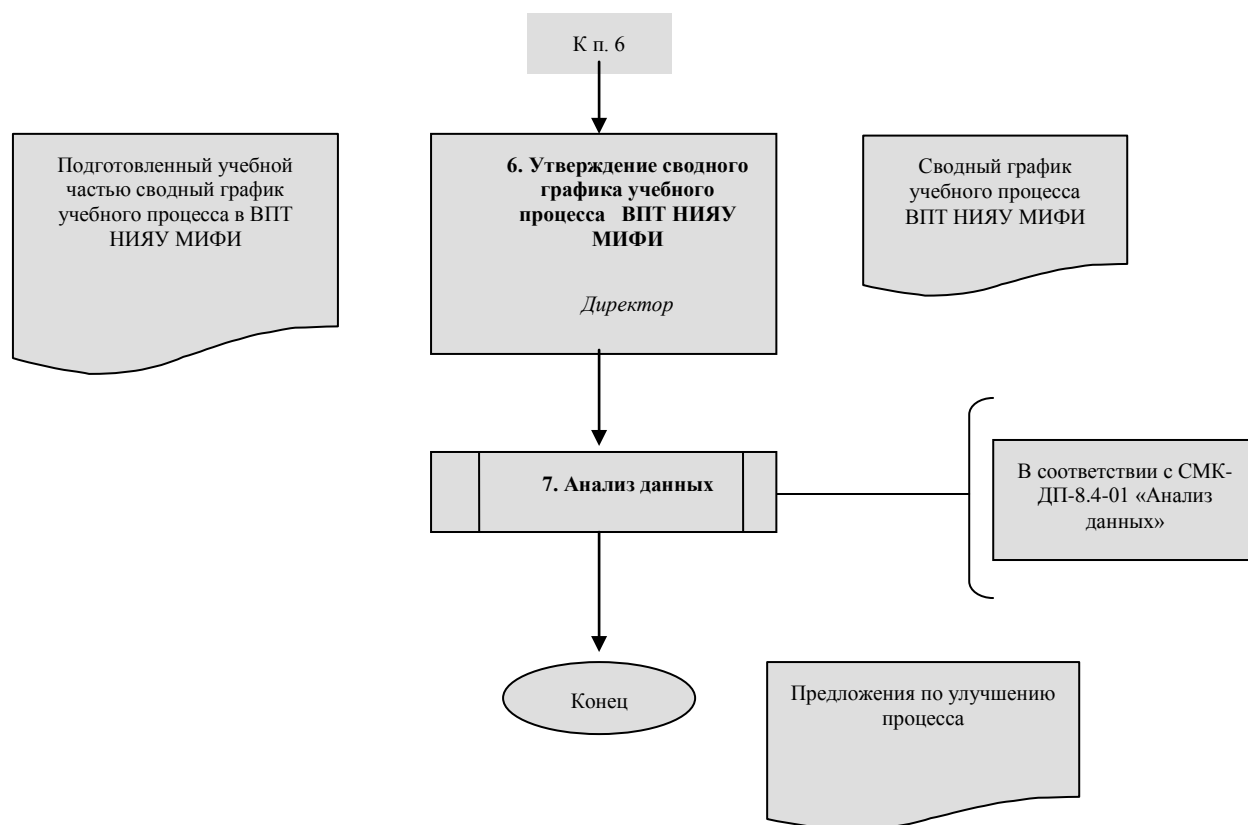 К п. 6
Подготовленный учебной
частью сводный график
учебного процесса в ВПТ
НИЯУ МИФИ
6. Утверждение сводного
графика учебного
процесса ВПТ НИЯУ
МИФИ
Директор
Сводный график
учебного процесса
ВПТ НИЯУ МИФИ
7. Анализ данных
В соответствии с СМК-
ДП-8.4-01 «Анализ
данных»
Конец
Предложения по улучшению
процесса